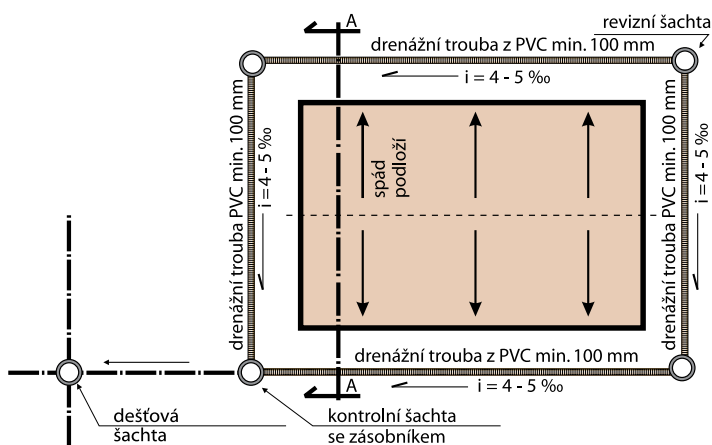 A
revizní šachta
drenážní trouba z PVC min. 100 mm
i = 4 - 5 ‰
drenážní trouba PVC min. 100 mm
i = 4 - 5 ‰
spád
podloží
drenážní trouba PVC min. 100 mm
i = 4 - 5 ‰
drenážní trouba z PVC min. 100 mm
i = 4 - 5 ‰
A
dešťová
šachta
kontrolní šachta
se zásobníkem